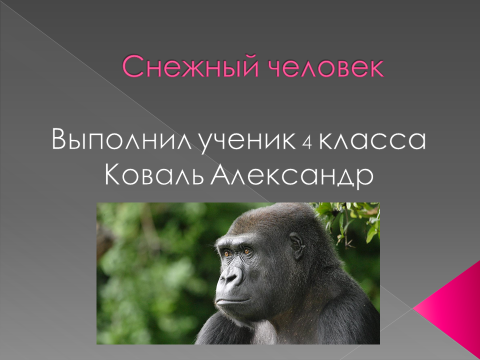 Снежный человек
Выполнил ученик 4 класса
Коваль Александр